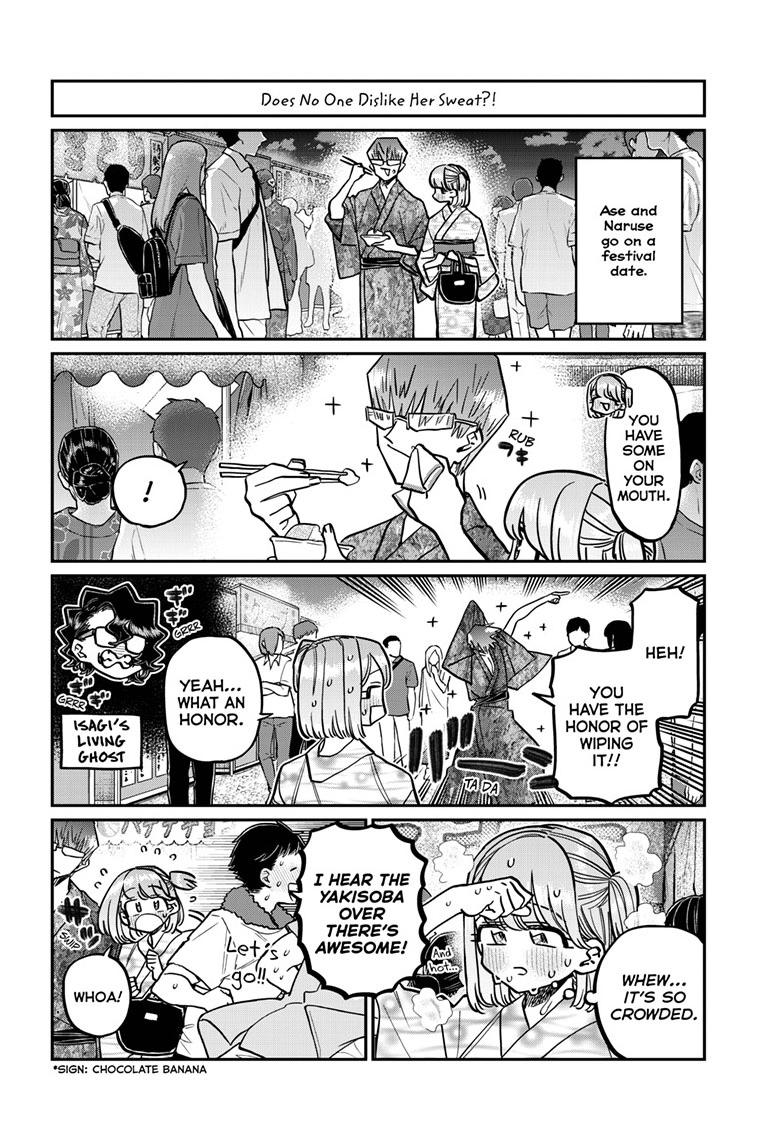 Does No One Dislike Her Sweat?!
Ase and
Naruse
go on a
festival
date.
YOU
HAVE
SOME
ON
YOUR
MOUTH.
RUB
!
HEH!
YOU
HAVE THE
HONOR OF
WIPING
IT!!
TA DA
YEAH...
WHAT AN
HONOR.
GRRR
GRRR
ISAGI'S
LIVING
GHOST
WHEW...
IT'S SO
CROWDED.
And
hot...
I HEAR THE
YAKISOBA
OVER
THERE'S
AWESOME!
Let's
go!!
SWIP
WHOA!
*SIGN: CHOCOLATE BANANA